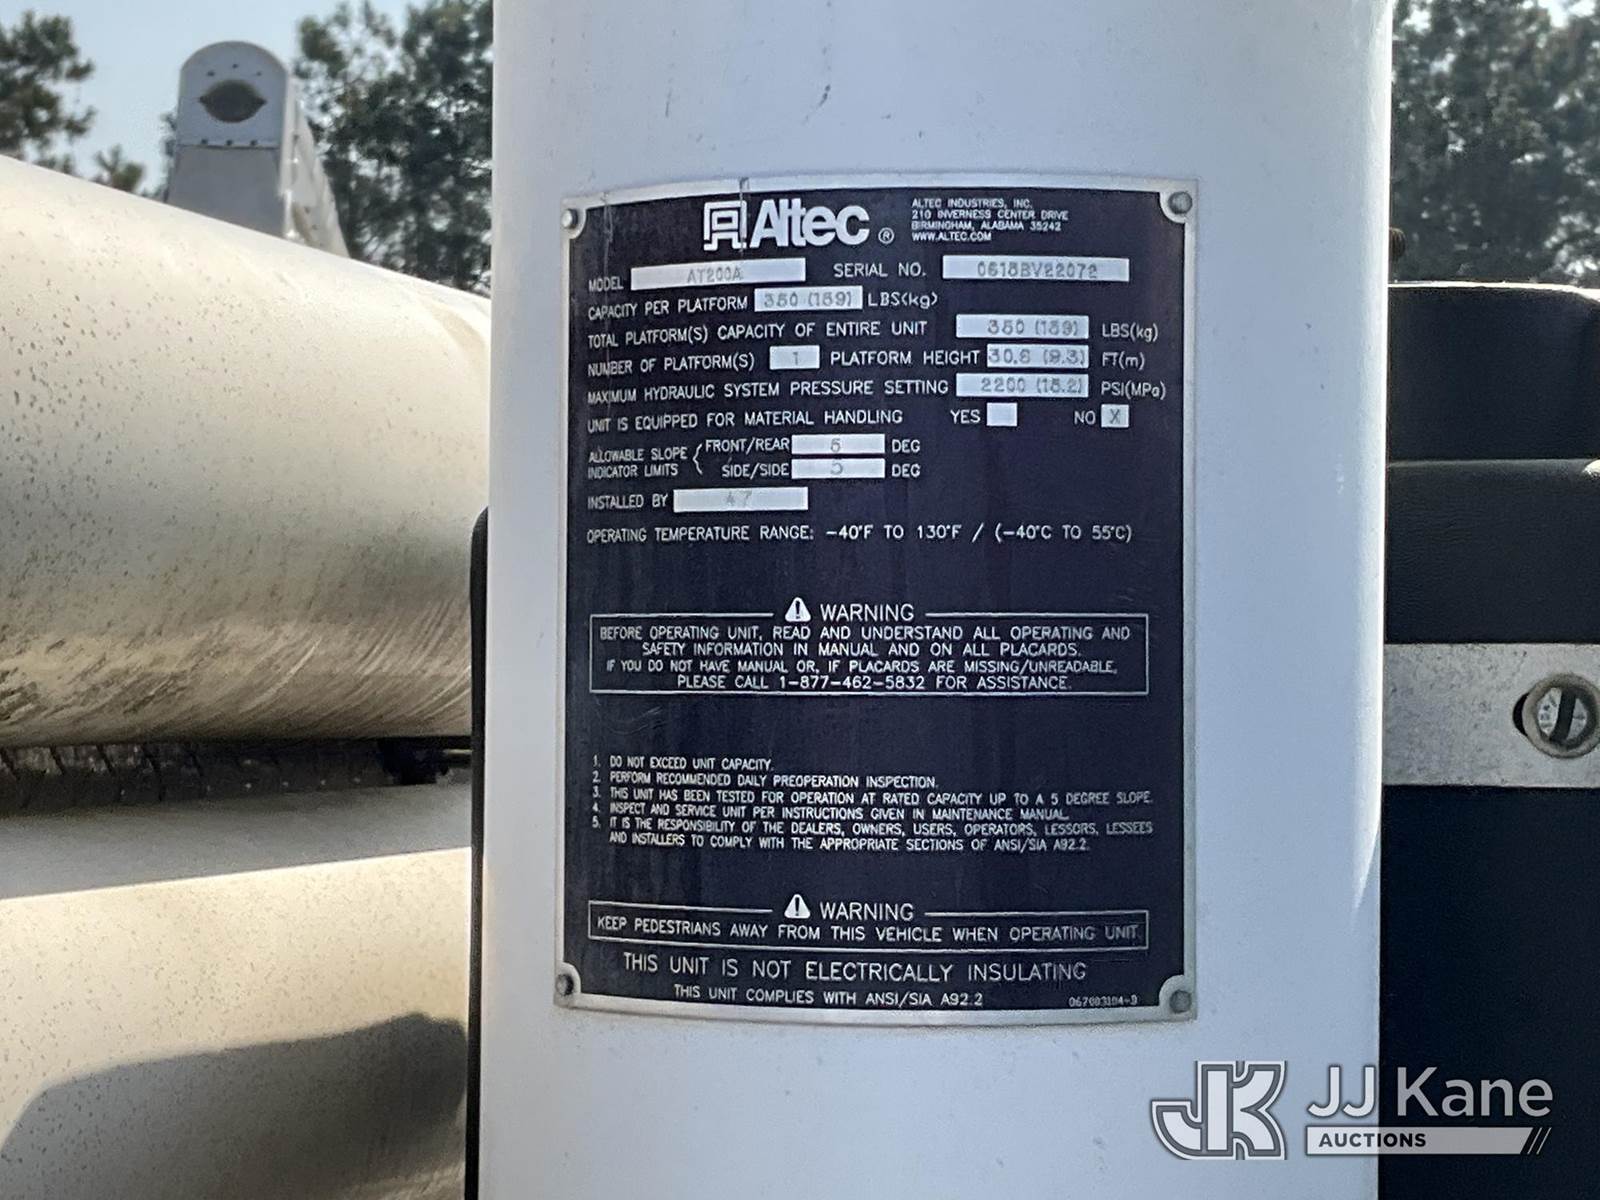 Altec ®
ALTEC INDUSTRIES, INC.
210 INVERNESS CENTER DRIVE
BIRMINGHAM, ALABAMA 35242
WWW.ALTEC.COM
MODEL AT200A SERIAL NO. 0615BV22072
CAPACITY PER PLATFORM 350 (159) LBS(kg)
TOTAL PLATFORM(S) CAPACITY OF ENTIRE UNIT 350 (159) LBS(kg)
NUMBER OF PLATFORM(S) 1 PLATFORM HEIGHT 30.6 (9.3) FT(m)
MAXIMUM HYDRAULIC SYSTEM PRESSURE SETTING 2200 (15.2) PSI(MPa)
UNIT IS EQUIPPED FOR MATERIAL HANDLING YES NO X
ALLOWABLE SLOPE INDICATOR LIMITS
FRONT/REAR 5 DEG
SIDE/SIDE 5 DEG
INSTALLED BY 47
OPERATING TEMPERATURE RANGE: -40°F TO 130°F / (-40°C TO 55°C)
⚠ WARNING
BEFORE OPERATING UNIT, READ AND UNDERSTAND ALL OPERATING AND
SAFETY INFORMATION IN MANUAL AND ON ALL PLACARDS.
IF YOU DO NOT HAVE MANUAL OR, IF PLACARDS ARE MISSING/UNREADABLE,
PLEASE CALL 1-877-462-5832 FOR ASSISTANCE.
1. DO NOT EXCEED UNIT CAPACITY.
2. PERFORM RECOMMENDED DAILY PREOPERATION INSPECTION.
3. THIS UNIT HAS BEEN TESTED FOR OPERATION AT RATED CAPACITY UP TO A 5 DEGREE SLOPE.
4. INSPECT AND SERVICE UNIT PER INSTRUCTIONS GIVEN IN MAINTENANCE MANUAL.
5. IT IS THE RESPONSIBILITY OF THE DEALERS, OWNERS, USERS, OPERATORS, LESSORS, LESSEES
AND INSTALLERS TO COMPLY WITH THE APPROPRIATE SECTIONS OF ANSI/SIA A92.2.
⚠ WARNING
KEEP PEDESTRIANS AWAY FROM THIS VEHICLE WHEN OPERATING UNIT.
THIS UNIT IS NOT ELECTRICALLY INSULATING
THIS UNIT COMPLIES WITH ANSI/SIA A92.2
JK JJ Kane
AUCTIONS